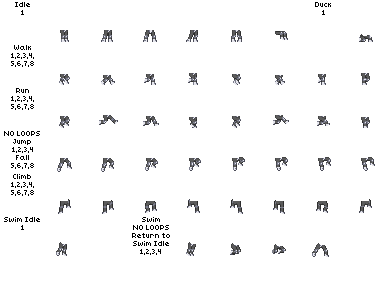 Idle
1
Duck
1
Walk
1,2,3,4,
5,6,7,8
Run
1,2,3,4,
5,6,7,8
NO LOOPS
Jump
1,2,3,4
Fall
5,6,7,8
Climb
1,2,3,4,
5,6,7,8
Swim Idle
1
Swim
NO LOOPS
Return to
Swim Idle
1,2,3,4